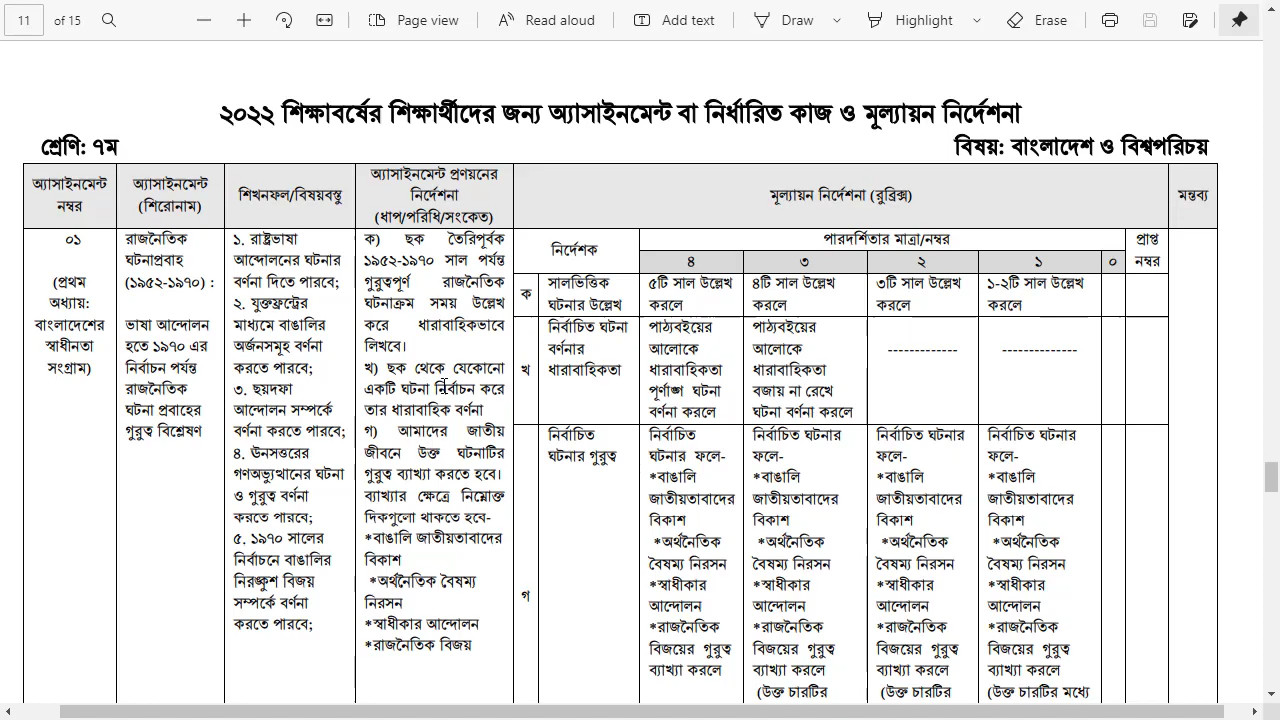 11 of 15 Page view Read aloud Add text Draw Highlight Erase
২০২২ শিক্ষাবর্ষের শিক্ষার্থীদের জন্য অ্যাসাইনমেন্ট বা নির্ধারিত কাজ ও মূল্যায়ন নির্দেশনা
শ্রেণি: ৭ম
বিষয়: বাংলাদেশ ও বিশ্বপরিচয়
অ্যাসাইনমেন্ট
নম্বর
অ্যাসাইনমেন্ট
(শিরোনাম)
শিখনফল/বিষয়বস্তু
অ্যাসাইনমেন্ট প্রণয়নের
নির্দেশনা
(ধাপ/পরিধি/সংকেত)
মূল্যায়ন নির্দেশনা (রুব্রিক্স)
মন্তব্য
০১
(প্রথম
অধ্যায়:
বাংলাদেশের
স্বাধীনতা
সংগ্রাম)
রাজনৈতিক
ঘটনাপ্রবাহ
(১৯৫২-১৯৭০) :
ভাষা আন্দোলন
হতে ১৯৭০ এর
নির্বাচন পর্যন্ত
রাজনৈতিক
ঘটনা প্রবাহের
গুরুত্ব বিশ্লেষণ
১. রাষ্ট্রভাষা
আন্দোলনের ঘটনার
বর্ণনা দিতে পারবে;
২. যুক্তফ্রন্টের
মাধ্যমে বাঙালির
অর্জনসমূহ বর্ণনা
করতে পারবে;
৩. ছয়দফা
আন্দোলন সম্পর্কে
বর্ণনা করতে পারবে;
৪. ঊনসত্তরের
গণঅভ্যুত্থানের ঘটনা
ও গুরুত্ব বর্ণনা
করতে পারবে;
৫. ১৯৭০ সালের
নির্বাচনে বাঙালির
নিরঙ্কুশ বিজয়
সম্পর্কে বর্ণনা
করতে পারবে;
ক) ছক তৈরিপূর্বক
১৯৫২-১৯৭০ সাল পর্যন্ত
গুরুত্বপূর্ণ রাজনৈতিক
ঘটনাক্রম সময় উল্লেখ
করে ধারাবাহিকভাবে
লিখবে।
খ) ছক থেকে যেকোনো
একটি ঘটনা নির্বাচন করে
তার ধারাবাহিক বর্ণনা
গ) আমাদের জাতীয়
জীবনে উক্ত ঘটনাটির
গুরুত্ব ব্যাখ্যা করতে হবে।
ব্যাখ্যার ক্ষেত্রে নিম্নোক্ত
দিকগুলো থাকতে হবে-
*বাঙালি জাতীয়তাবাদের
বিকাশ
*অর্থনৈতিক বৈষম্য
নিরসন
*স্বাধীকার আন্দোলন
*রাজনৈতিক বিজয়
নির্দেশক
পারদর্শিতার মাত্রা/নম্বর
প্রাপ্ত
নম্বর
৪ ৩ ২ ১ ০
ক
সালভিত্তিক
ঘটনার উল্লেখ
৫টি সাল উল্লেখ
করলে
৪টি সাল উল্লেখ
করলে
৩টি সাল উল্লেখ
করলে
১-২টি সাল উল্লেখ
করলে
খ
নির্বাচিত ঘটনা
বর্ণনার
ধারাবাহিকতা
পাঠ্যবইয়ের
আলোকে
ধারাবাহিকতা
পূর্ণাঙ্গ ঘটনা
বর্ণনা করলে
পাঠ্যবইয়ের
আলোকে
ধারাবাহিকতা
বজায় না রেখে
ঘটনা বর্ণনা করলে
-------------
--------------
গ
নির্বাচিত
ঘটনার গুরুত্ব
নির্বাচিত
ঘটনার ফলে-
*বাঙালি
জাতীয়তাবাদের
বিকাশ
*অর্থনৈতিক
বৈষম্য নিরসন
*স্বাধীকার
আন্দোলন
*রাজনৈতিক
বিজয়ের গুরুত্ব
ব্যাখ্যা করলে
নির্বাচিত ঘটনার
ফলে-
*বাঙালি
জাতীয়তাবাদের
বিকাশ
*অর্থনৈতিক
বৈষম্য নিরসন
*স্বাধীকার
আন্দোলন
*রাজনৈতিক
বিজয়ের গুরুত্ব
ব্যাখ্যা করলে
(উক্ত চারটির
নির্বাচিত ঘটনার
ফলে-
*বাঙালি
জাতীয়তাবাদের
বিকাশ
*অর্থনৈতিক
বৈষম্য নিরসন
*স্বাধীকার
আন্দোলন
*রাজনৈতিক
বিজয়ের গুরুত্ব
ব্যাখ্যা করলে
(উক্ত চারটির
নির্বাচিত ঘটনার
ফলে-
*বাঙালি
জাতীয়তাবাদের
বিকাশ
*অর্থনৈতিক
বৈষম্য নিরসন
*স্বাধীকার
আন্দোলন
*রাজনৈতিক
বিজয়ের গুরুত্ব
ব্যাখ্যা করলে
(উক্ত চারটির মধ্যে